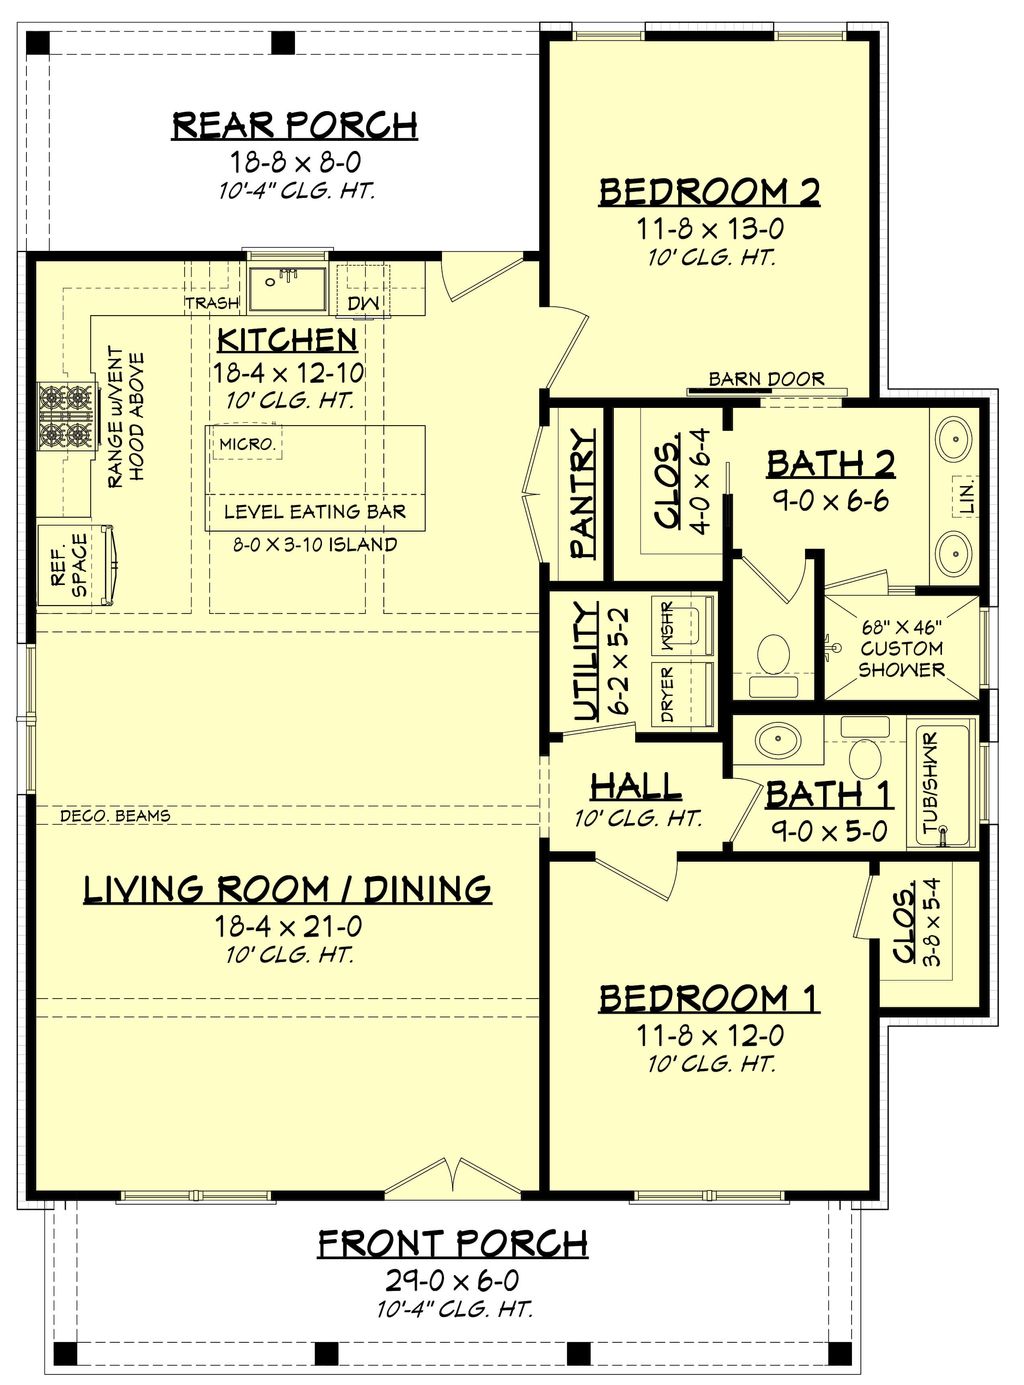 REAR PORCH
18-8 x 8-0
10'-4" CLG. HT.
BEDROOM 2
11-8 x 13-0
10' CLG. HT.
TRASH
DW
KITCHEN
18-4 x 12-10
10' CLG. HT.
RANGE w/VENT
HOOD ABOVE
MICRO.
LEVEL EATING BAR
8-0 X 3-10 ISLAND
REF.
SPACE
PANTRY
BARN DOOR
CLOS.
4-0 x 6-4
BATH 2
9-0 x 6-6
LIN.
UTILITY
6-2 x 5-2
WSHR
DRYER
68" X 46"
CUSTOM
SHOWER
HALL
10' CLG. HT.
BATH 1
9-0 x 5-0
TUB/SHWR
DECO. BEAMS
LIVING ROOM / DINING
18-4 x 21-0
10' CLG. HT.
CLOS.
3-8 x 5-4
BEDROOM 1
11-8 x 12-0
10' CLG. HT.
FRONT PORCH
29-0 x 6-0
10'-4" CLG. HT.